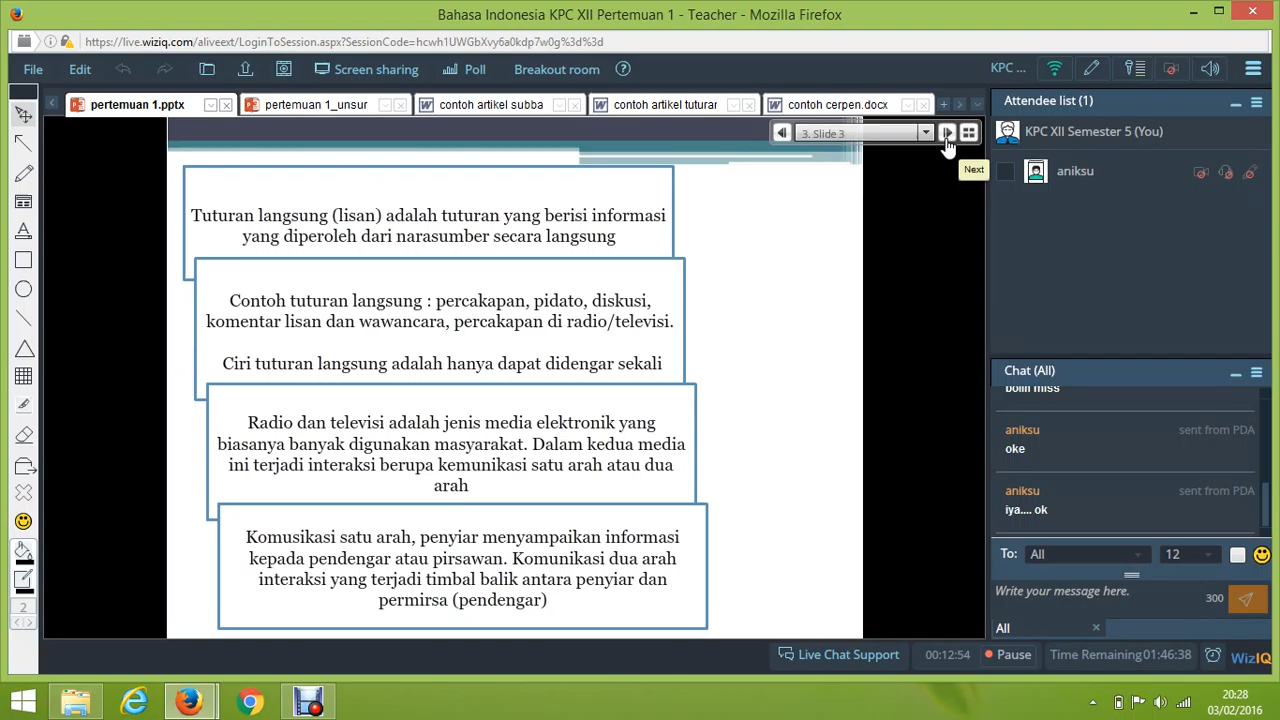 Bahasa Indonesia KPC XII Pertemuan 1 - Teacher - Mozilla Firefox
https://live.wiziq.com/aliveext/LoginToSession.aspx?SessionCode=hcwh1UWGbXvy6a0kdp7w0g%3d%3d
File Edit Screen sharing Poll Breakout room KPC ...
pertemuan 1.pptx pertemuan 1_unsur contoh artikel subba contoh artikel tuturan contoh cerpen.docx
Attendee list (1)
3. Slide 3
KPC XII Semester 5 (You)
Next
aniksu
Tuturan langsung (lisan) adalah tuturan yang berisi informasi
yang diperoleh dari narasumber secara langsung
Contoh tuturan langsung : percakapan, pidato, diskusi,
komentar lisan dan wawancara, percakapan di radio/televisi.
Ciri tuturan langsung adalah hanya dapat didengar sekali
Radio dan televisi adalah jenis media elektronik yang
biasanya banyak digunakan masyarakat. Dalam kedua media
ini terjadi interaksi berupa kemunikasi satu arah atau dua
arah
Komusikasi satu arah, penyiar menyampaikan informasi
kepada pendengar atau pirsawan. Komunikasi dua arah
interaksi yang terjadi timbal balik antara penyiar dan
permirsa (pendengar)
Chat (All)
bolin miss
aniksu sent from PDA
oke
aniksu sent from PDA
iya.... ok
To: All 12
Write your message here. 300
All
2
Live Chat Support 00:12:54 Pause Time Remaining 01:46:38 WizIQ
20:28
03/02/2016